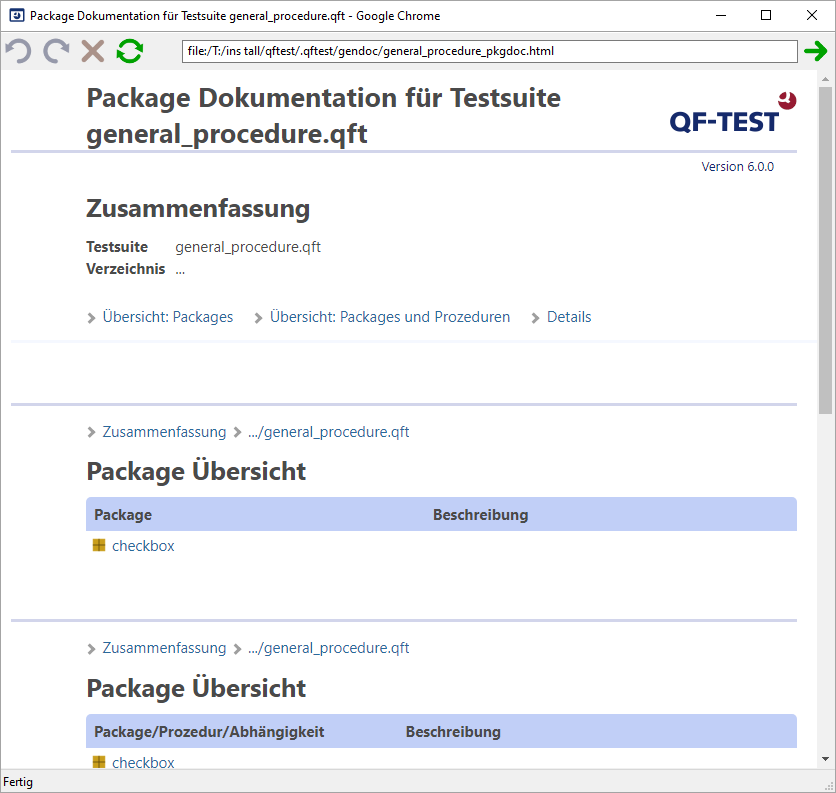 Package Dokumentation für Testsuite general_procedure.qft - Google Chrome
file:/T:/ins tall/qftest/.qftest/gendoc/general_procedure_pkgdoc.html
Package Dokumentation für Testsuite
general_procedure.qft
QF-TEST
Version 6.0.0
Zusammenfassung
Testsuite general_procedure.qft
Verzeichnis ...
Übersicht: Packages Übersicht: Packages und Prozeduren Details
Zusammenfassung .../general_procedure.qft
Package Übersicht
Package Beschreibung
checkbox
Zusammenfassung .../general_procedure.qft
Package Übersicht
Package/Prozedur/Abhängigkeit Beschreibung
checkbox
Fertig